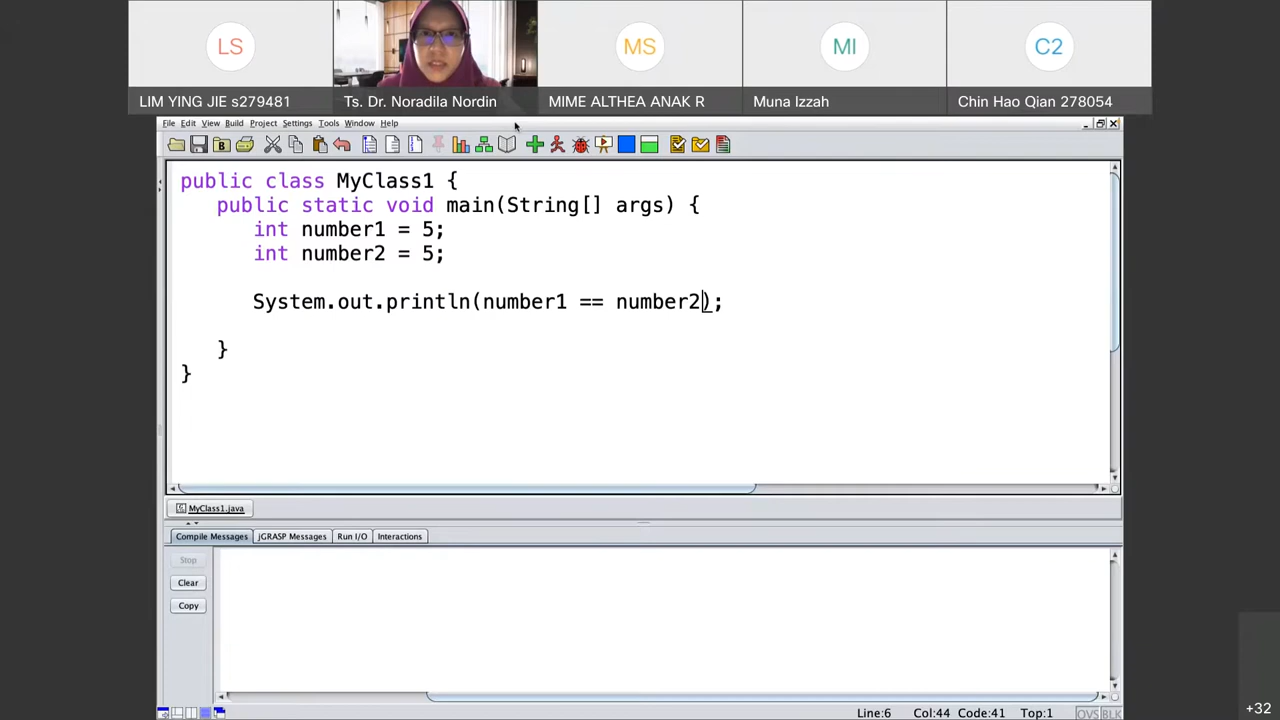 LS
MS
MI
C2
LIM YING JIE s279481
Ts. Dr. Noradila Nordin
MIME ALTHEA ANAK R
Muna Izzah
Chin Hao Qian 278054
File Edit View Build Project Settings Tools Window Help
public class MyClass1 {
public static void main(String[] args) {
int number1 = 5;
int number2 = 5;
System.out.println(number1 == number2);
}
}
MyClass1.java
Compile Messages jGRASP Messages Run I/O Interactions
Stop
Clear
Copy
Line:6 Col:44 Code:41 Top:1 OVS BLK
+32